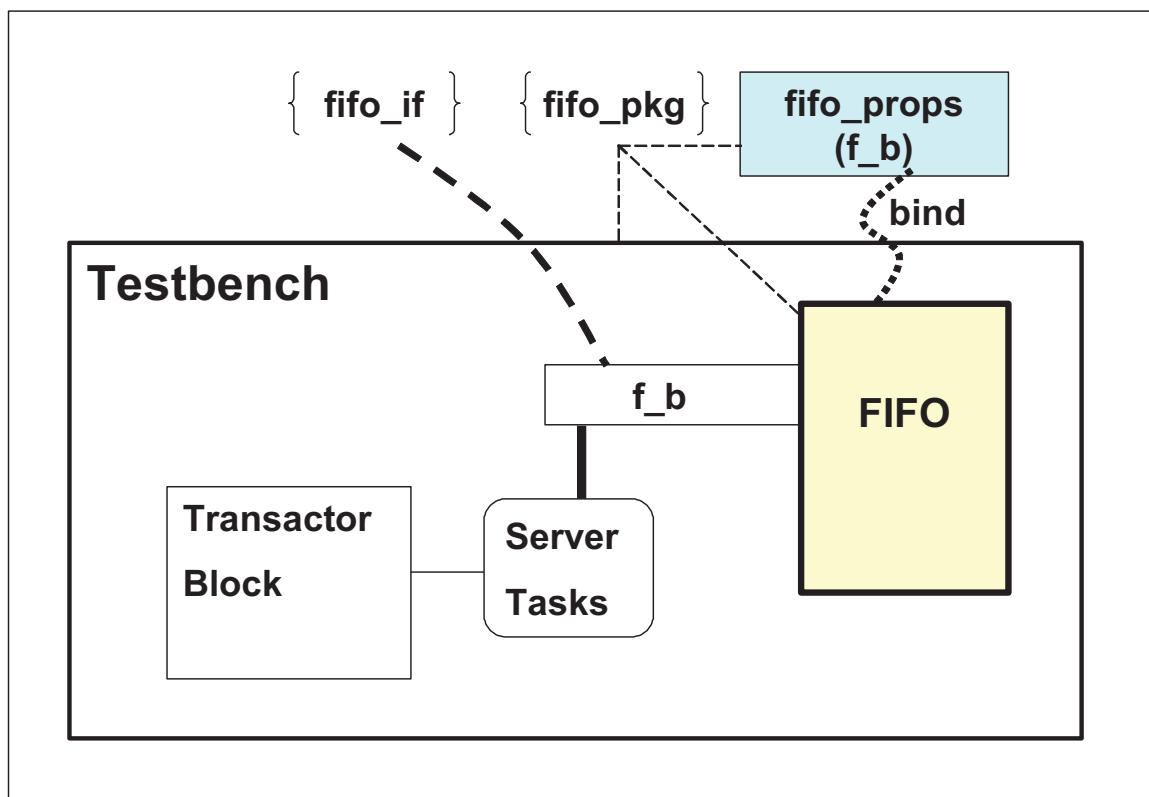 fifo_if
fifo_pkg
fifo_props
(f_b)
bind
Testbench
f_b
FIFO
Transactor
Block
Server
Tasks